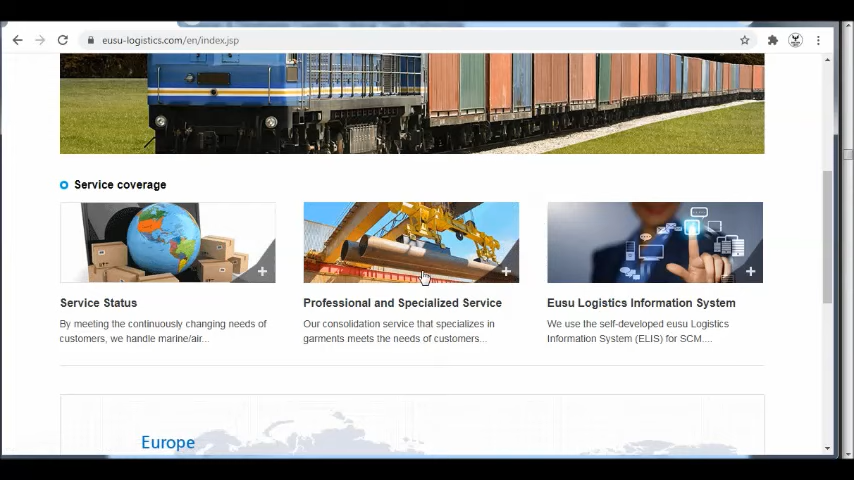 eusu-logistics.com/en/index.jsp
Service coverage
Service Status
By meeting the continuously changing needs of
customers, we handle marine/air...
Professional and Specialized Service
Our consolidation service that specializes in
garments meets the needs of customers...
Eusu Logistics Information System
We use the self-developed eusu Logistics
Information System (ELIS) for SCM....
Europe